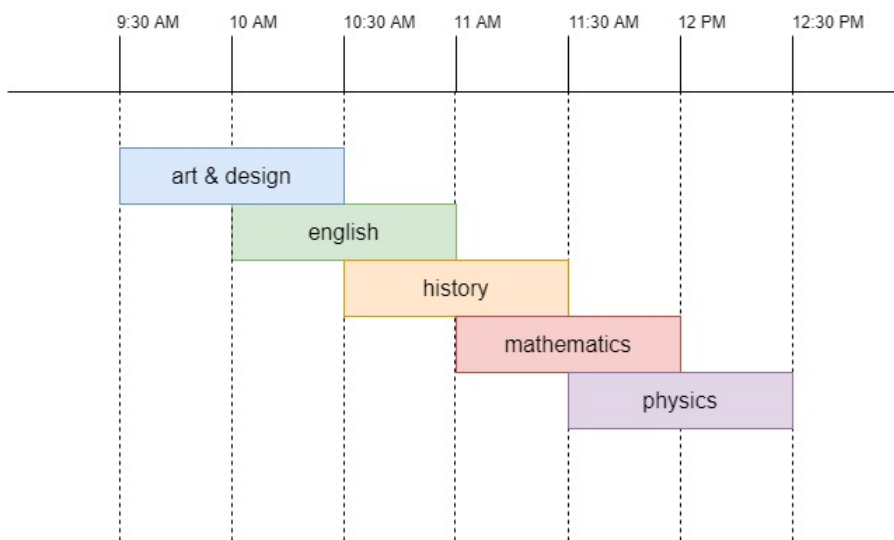 9:30 AM 10 AM 10:30 AM 11 AM 11:30 AM 12 PM 12:30 PM
art & design
english
history
mathematics
physics